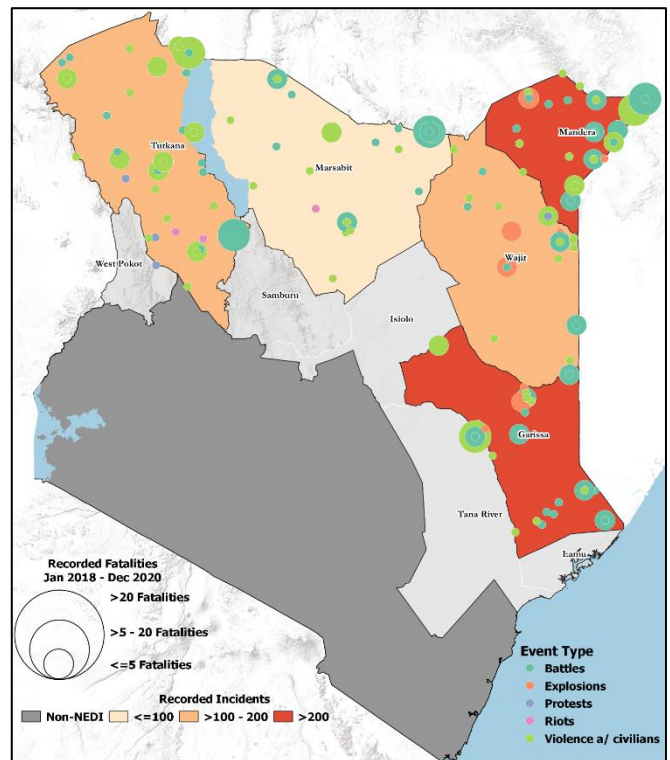 Turkana
Mandera
Marsabit
Wajir
West Pokot
Samburu
Isiolo
Garissa
Tana River
Lamu
Recorded Fatalities
Jan 2018 - Dec 2020
>20 Fatalities
>5 - 20 Fatalities
<=5 Fatalities
Recorded Incidents
Non-NEDI <=100 >100 - 200 >200
Event Type
Battles
Explosions
Protests
Riots
Violence a/ civilians